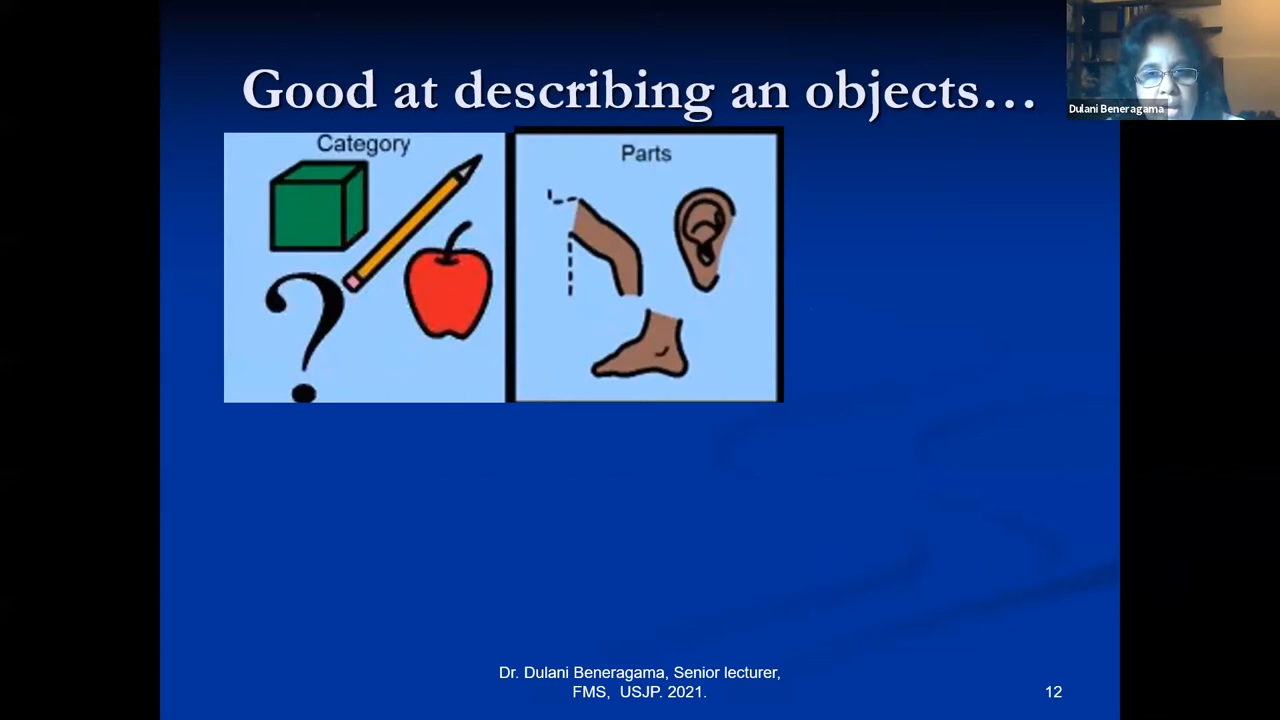 Good at describing an objects…
Dulani Beneragama
Category
Parts
?
Dr. Dulani Beneragama, Senior lecturer,
FMS, USJP. 2021.
12